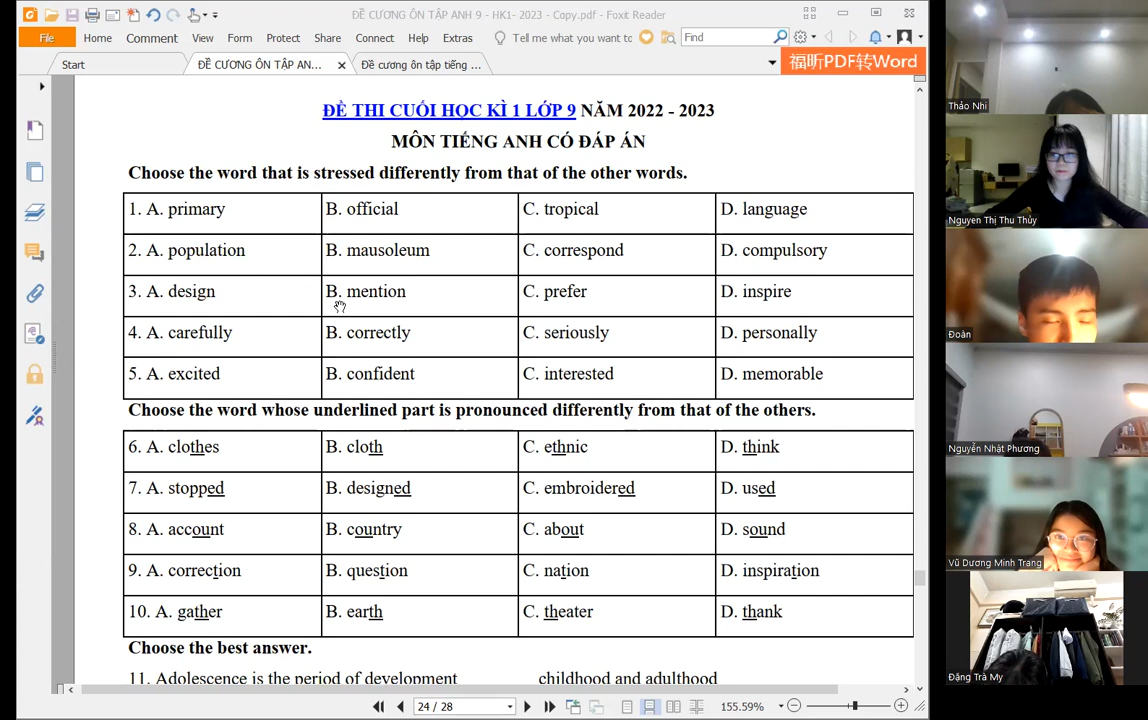 ĐỀ CƯƠNG ÔN TẬP ANH 9 - HK1- 2023 - Copy.pdf - Foxit Reader
File Home Comment View Form Protect Share Connect Help Extras Tell me what you want to Find
Start ĐỀ CƯƠNG ÔN TẬP AN... Đề cương ôn tập tiếng ... 福昕PDF转Word
ĐỀ THI CUỐI HỌC KÌ 1 LỚP 9 NĂM 2022 - 2023
MÔN TIẾNG ANH CÓ ĐÁP ÁN
Choose the word that is stressed differently from that of the other words.
1. A. primary B. official C. tropical D. language
2. A. population B. mausoleum C. correspond D. compulsory
3. A. design B. mention C. prefer D. inspire
4. A. carefully B. correctly C. seriously D. personally
5. A. excited B. confident C. interested D. memorable
Choose the word whose underlined part is pronounced differently from that of the others.
6. A. clothes B. cloth C. ethnic D. think
7. A. stopped B. designed C. embroidered D. used
8. A. account B. country C. about D. sound
9. A. correction B. question C. nation D. inspiration
10. A. gather B. earth C. theater D. thank
Choose the best answer.
11. Adolescence is the period of development childhood and adulthood
24 / 28 155.59%
Thảo Nhi
Nguyen Thị Thu Thủy
Đoàn
Nguyễn Nhật Phương
Vũ Dương Minh Trang
Đặng Trà My